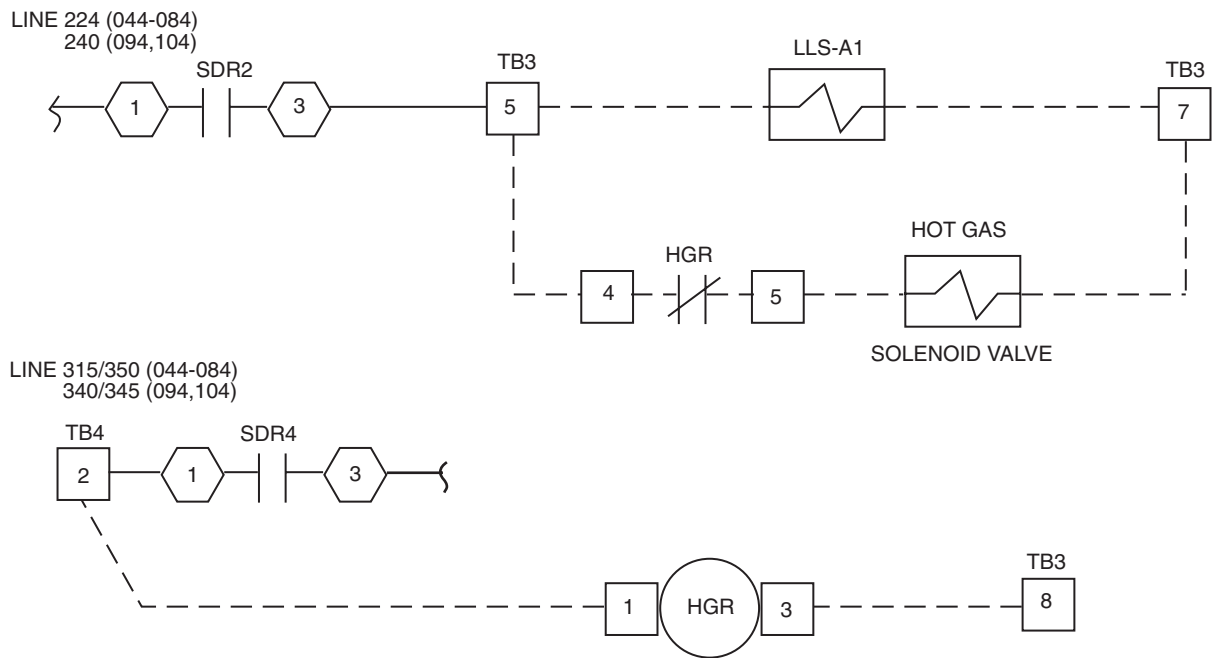 LINE 224 (044-084)
240 (094,104)
1
SDR2
3
TB3
5
LLS-A1
TB3
7
4
HGR
5
HOT GAS
SOLENOID VALVE
LINE 315/350 (044-084)
340/345 (094,104)
TB4
2
1
SDR4
3
1
HGR
3
TB3
8